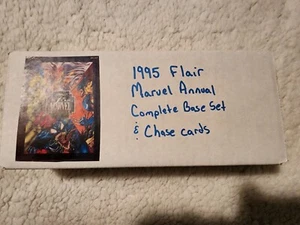 1995 Flair
Marvel Annual
Complete Base Set
& Chase cards